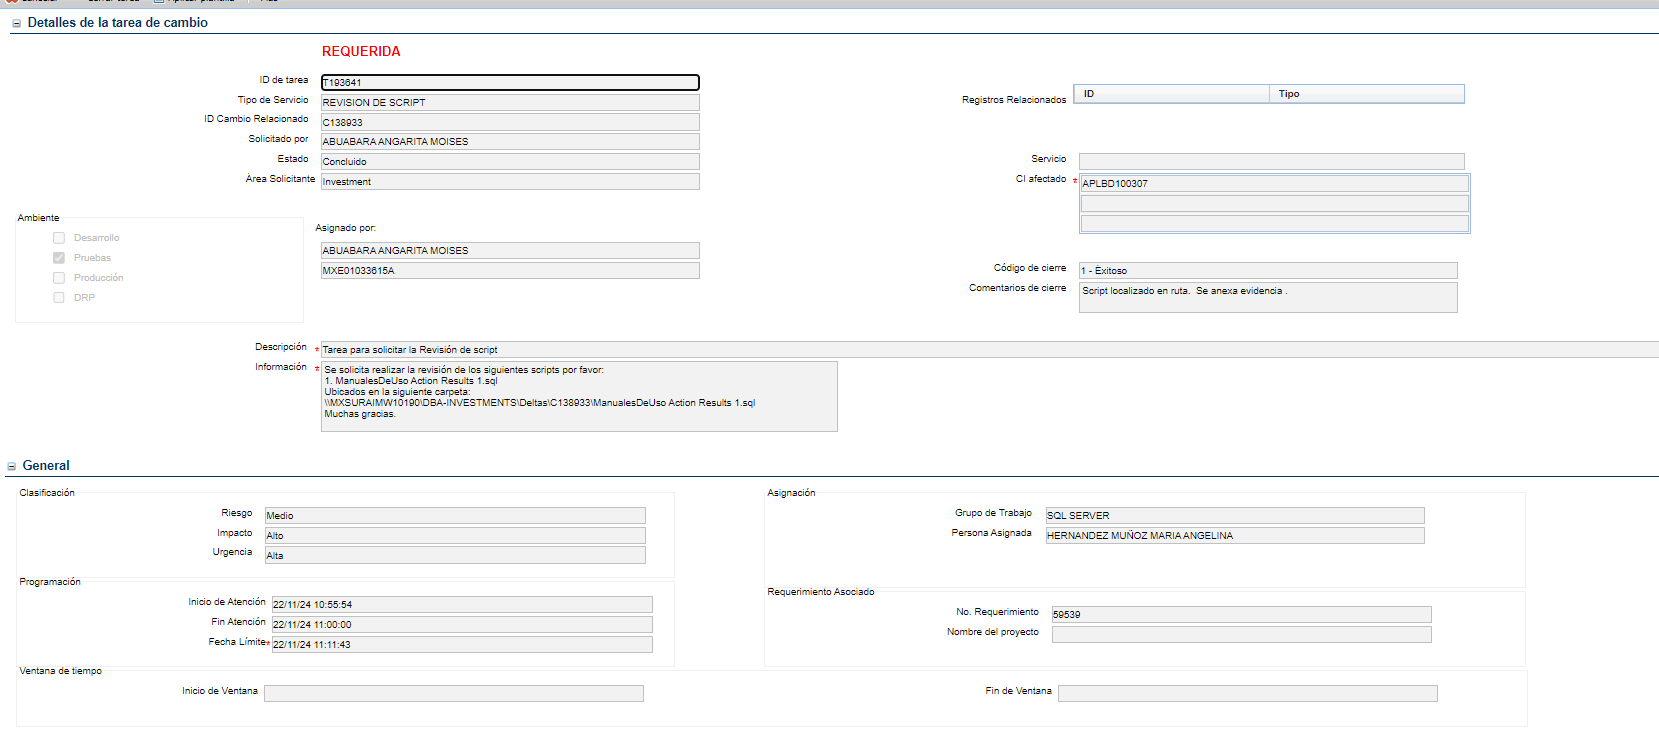 Detalles de la tarea de cambio
REQUERIDA
ID de tarea T193641
Tipo de Servicio REVISION DE SCRIPT
ID Cambio Relacionado C138933
Solicitado por ABUABARA ANGARITA MOISES
Estado Concluido
Área Solicitante Investment
Registros Relacionados ID Tipo
Servicio
CI afectado * APLBD100307
Ambiente
Desarrollo
Pruebas
Producción
DRP
Asignado por:
ABUABARA ANGARITA MOISES
MXE01033615A
Código de cierre 1 - Éxitoso
Comentarios de cierre Script localizado en ruta. Se anexa evidencia .
Descripción * Tarea para solicitar la Revisión de script
Información * Se solicita realizar la revisión de los siguientes scripts por favor:
1. ManualesDeUso Action Results 1.sql
Ubicados en la siguiente carpeta:
\\MXSURAIMW10190\DBA-INVESTMENTS\Deltas\C138933\ManualesDeUso Action Results 1.sql
Muchas gracias.
General
Clasificación
Riesgo Medio
Impacto Alto
Urgencia Alta
Asignación
Grupo de Trabajo SQL SERVER
Persona Asignada HERNANDEZ MUÑOZ MARIA ANGELINA
Programación
Inicio de Atención 22/11/24 10:55:54
Fin Atención 22/11/24 11:00:00
Fecha Límite* 22/11/24 11:11:43
Requerimiento Asociado
No. Requerimiento 59539
Nombre del proyecto
Ventana de tiempo
Inicio de Ventana
Fin de Ventana